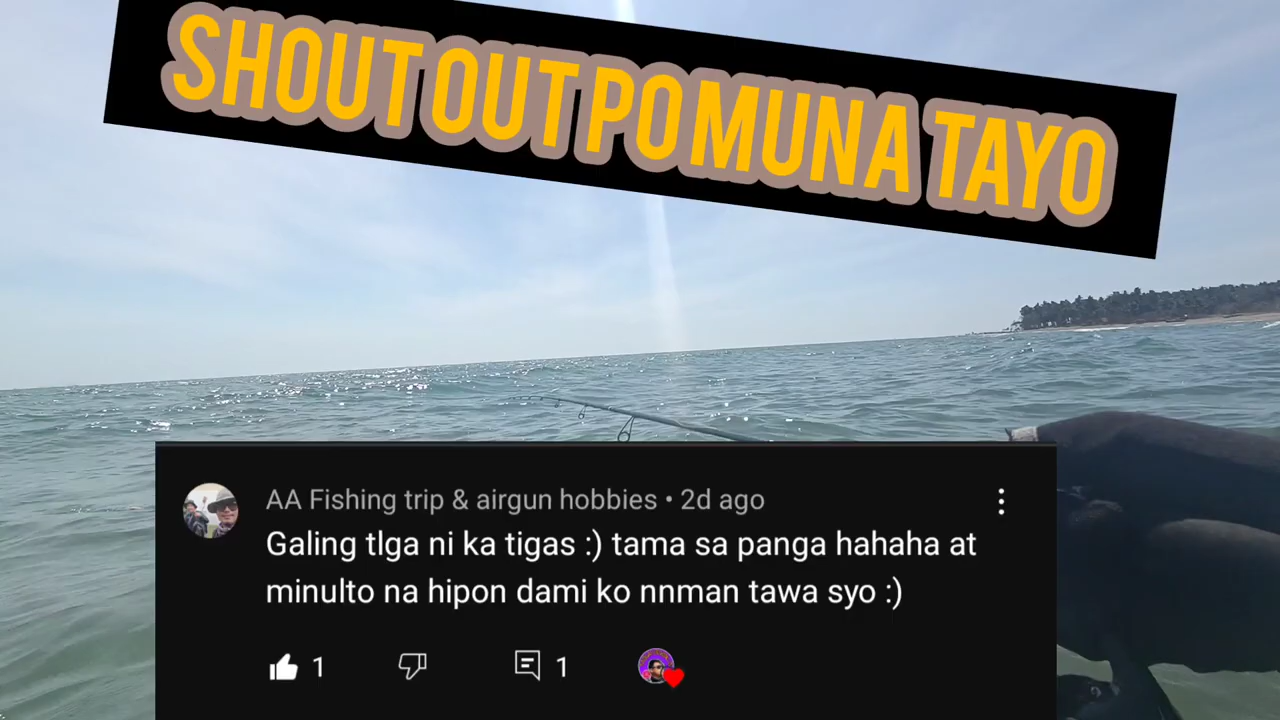 SHOUT OUT PO MUNA TAYO
AA Fishing trip & airgun hobbies • 2d ago
Galing tlga ni ka tigas :) tama sa panga hahaha at
minulto na hipon dami ko nnman tawa syo :)
1 1